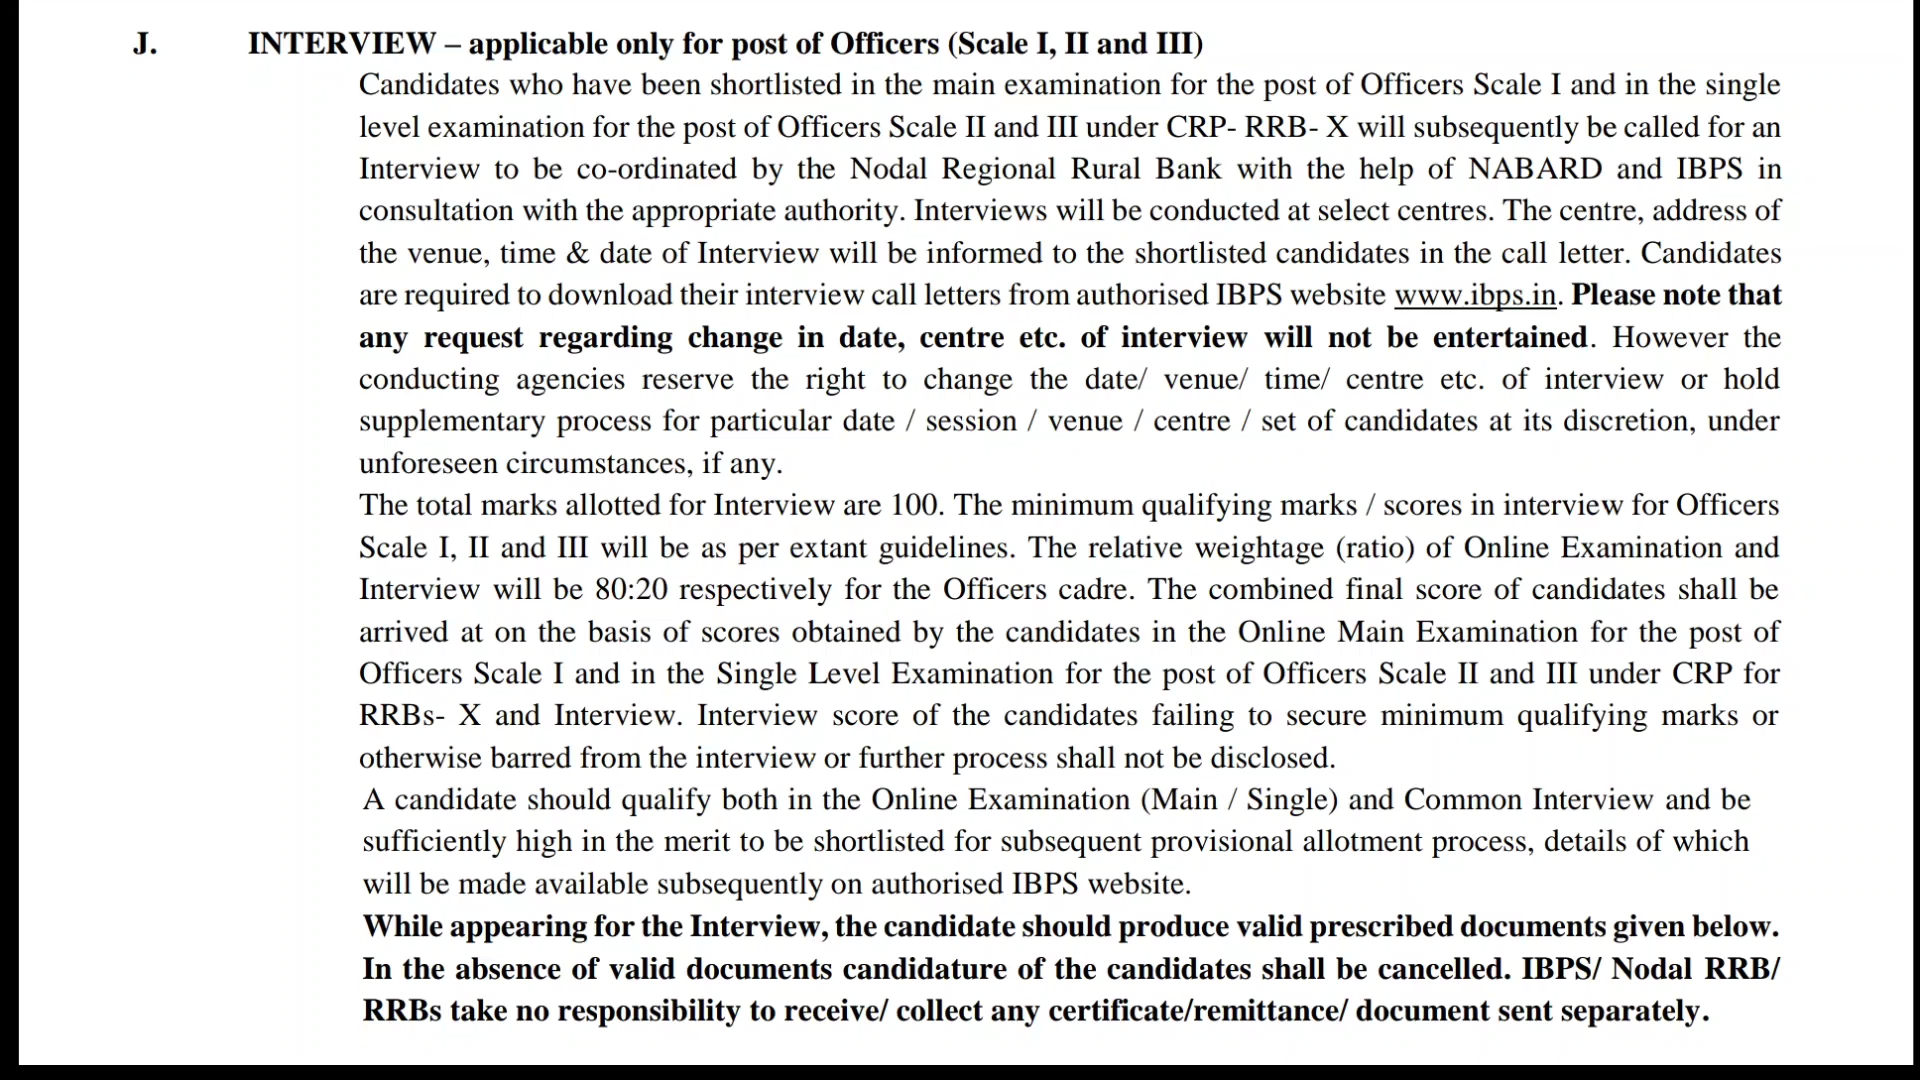 J. INTERVIEW – applicable only for post of Officers (Scale I, II and III)
Candidates who have been shortlisted in the main examination for the post of Officers Scale I and in the single
level examination for the post of Officers Scale II and III under CRP- RRB- X will subsequently be called for an
Interview to be co-ordinated by the Nodal Regional Rural Bank with the help of NABARD and IBPS in
consultation with the appropriate authority. Interviews will be conducted at select centres. The centre, address of
the venue, time & date of Interview will be informed to the shortlisted candidates in the call letter. Candidates
are required to download their interview call letters from authorised IBPS website www.ibps.in. Please note that
any request regarding change in date, centre etc. of interview will not be entertained. However the
conducting agencies reserve the right to change the date/ venue/ time/ centre etc. of interview or hold
supplementary process for particular date / session / venue / centre / set of candidates at its discretion, under
unforeseen circumstances, if any.
The total marks allotted for Interview are 100. The minimum qualifying marks / scores in interview for Officers
Scale I, II and III will be as per extant guidelines. The relative weightage (ratio) of Online Examination and
Interview will be 80:20 respectively for the Officers cadre. The combined final score of candidates shall be
arrived at on the basis of scores obtained by the candidates in the Online Main Examination for the post of
Officers Scale I and in the Single Level Examination for the post of Officers Scale II and III under CRP for
RRBs- X and Interview. Interview score of the candidates failing to secure minimum qualifying marks or
otherwise barred from the interview or further process shall not be disclosed.
A candidate should qualify both in the Online Examination (Main / Single) and Common Interview and be
sufficiently high in the merit to be shortlisted for subsequent provisional allotment process, details of which
will be made available subsequently on authorised IBPS website.
While appearing for the Interview, the candidate should produce valid prescribed documents given below.
In the absence of valid documents candidature of the candidates shall be cancelled. IBPS/ Nodal RRB/
RRBs take no responsibility to receive/ collect any certificate/remittance/ document sent separately.